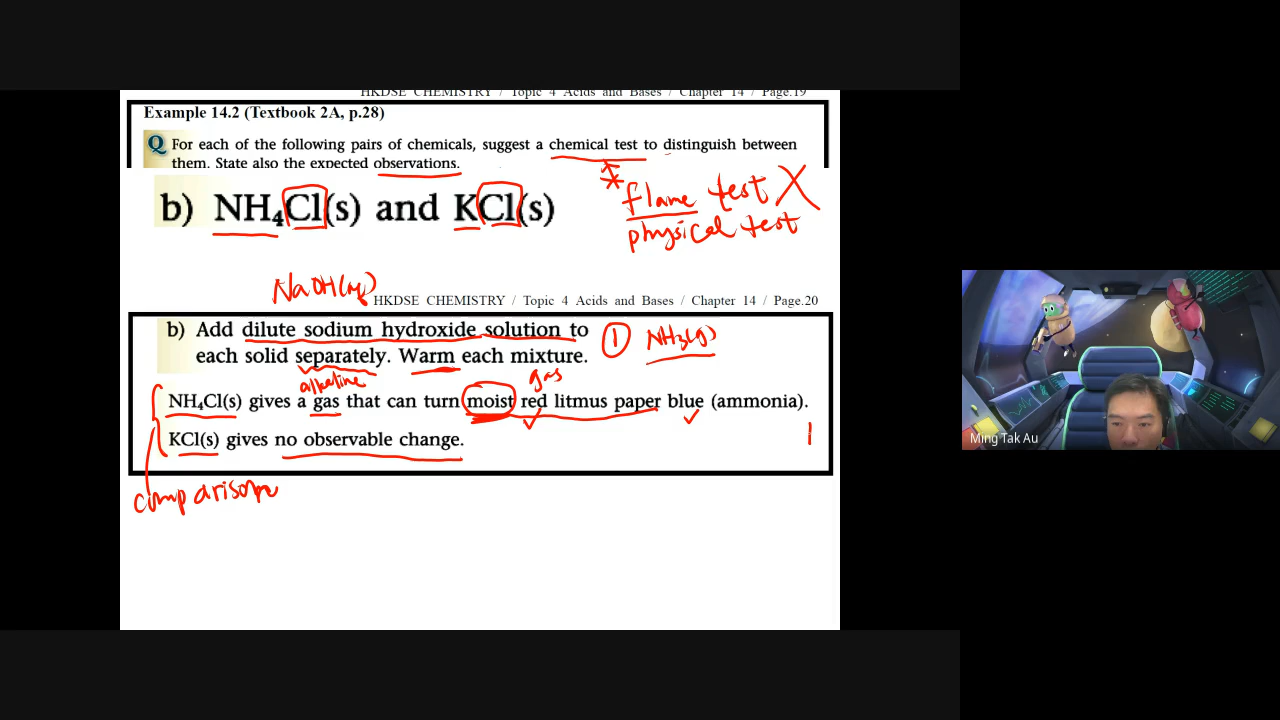 HKDSE CHEMISTRY / Topic 4 Acids and Bases / Chapter 14 / Page.19
Example 14.2 (Textbook 2A, p.28)
Q For each of the following pairs of chemicals, suggest a chemical test to distinguish between
them. State also the expected observations.
b) NH₄Cl(s) and KCl(s)
* flame test X
physical test
NaOH(aq)
HKDSE CHEMISTRY / Topic 4 Acids and Bases / Chapter 14 / Page.20
b) Add dilute sodium hydroxide solution to
each solid separately. Warm each mixture.
① NH₃(g)
alkaline
gas
NH₄Cl(s) gives a gas that can turn moist red litmus paper blue (ammonia).
KCl(s) gives no observable change.
1
comparison
Ming Tak Au